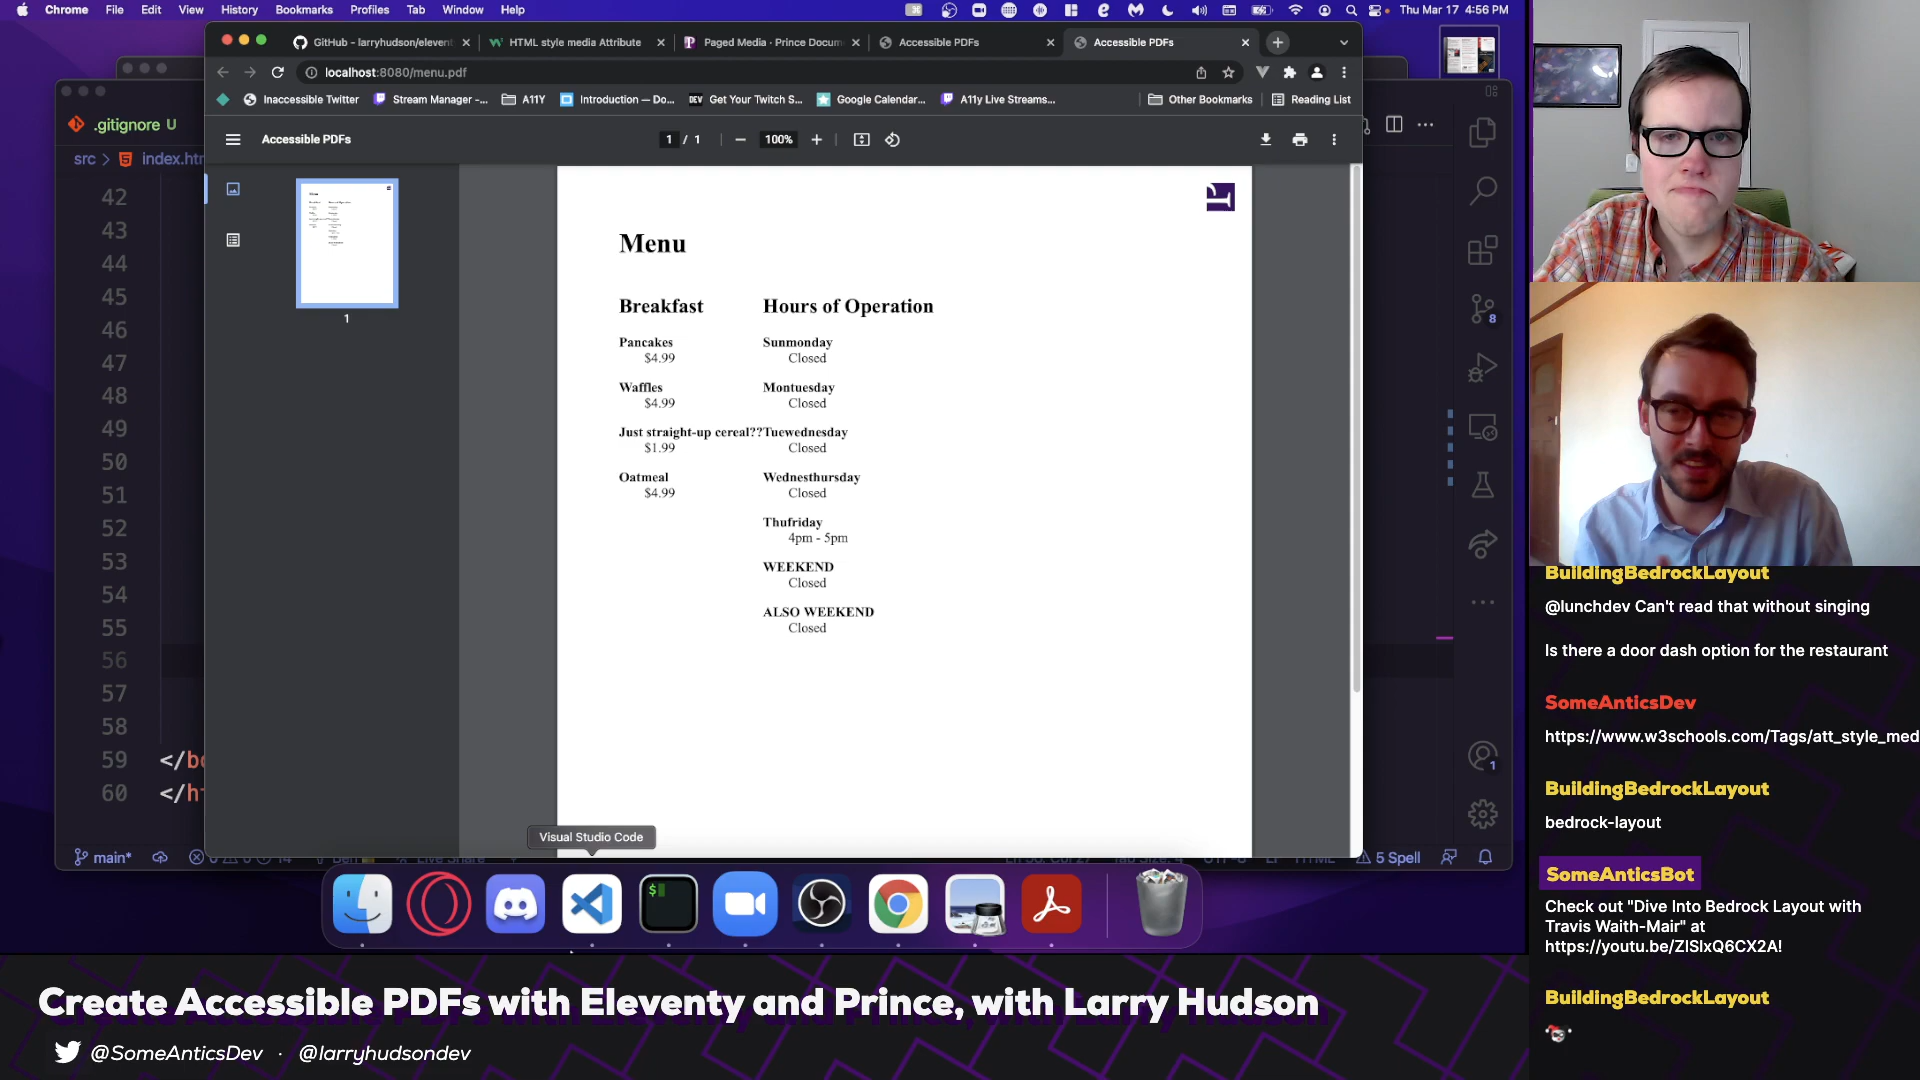 Chrome File Edit View History Bookmarks Profiles Tab Window Help
Thu Mar 17 4:56 PM
GitHub - larryhudson/elevent
HTML style media Attribute
Paged Media · Prince Docum
Accessible PDFs
Accessible PDFs
localhost:8080/menu.pdf
Inaccessible Twitter
Stream Manager -...
A11Y
Introduction — Do...
DEV
Get Your Twitch S...
Google Calendar...
A11y Live Streams...
Other Bookmarks
Reading List
Accessible PDFs
1 / 1
100%
.gitignore U
src > index.htm
42
43
44
45
46
47
48
49
50
51
52
53
54
55
56
57
58
59 </bo
60 </ht
1
Menu
Breakfast
Pancakes
$4.99
Waffles
$4.99
Just straight-up cereal??
$1.99
Oatmeal
$4.99
Hours of Operation
Sunmonday
Closed
Montuesday
Closed
Tuewednesday
Closed
Wednesthursday
Closed
Thufriday
4pm - 5pm
WEEKEND
Closed
ALSO WEEKEND
Closed
8
1
Visual Studio Code
main*
5 Spell
BuildingBedrockLayout
@lunchdev Can't read that without singing
Is there a door dash option for the restaurant
SomeAnticsDev
https://www.w3schools.com/Tags/att_style_med
BuildingBedrockLayout
bedrock-layout
SomeAnticsBot
Check out "Dive Into Bedrock Layout with
Travis Waith-Mair" at
https://youtu.be/ZlSIxQ6CX2A!
BuildingBedrockLayout
Create Accessible PDFs with Eleventy and Prince, with Larry Hudson
@SomeAnticsDev · @larryhudsondev